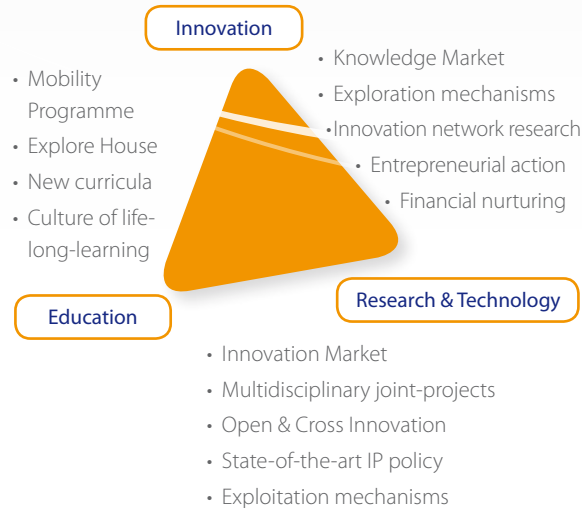 Innovation
• Mobility
Programme
• Explore House
• New curricula
• Culture of life-
long-learning
• Knowledge Market
• Exploration mechanisms
•Innovation network research
• Entrepreneurial action
• Financial nurturing
Education
Research & Technology
• Innovation Market
• Multidisciplinary joint-projects
• Open & Cross Innovation
• State-of-the-art IP policy
• Exploitation mechanisms